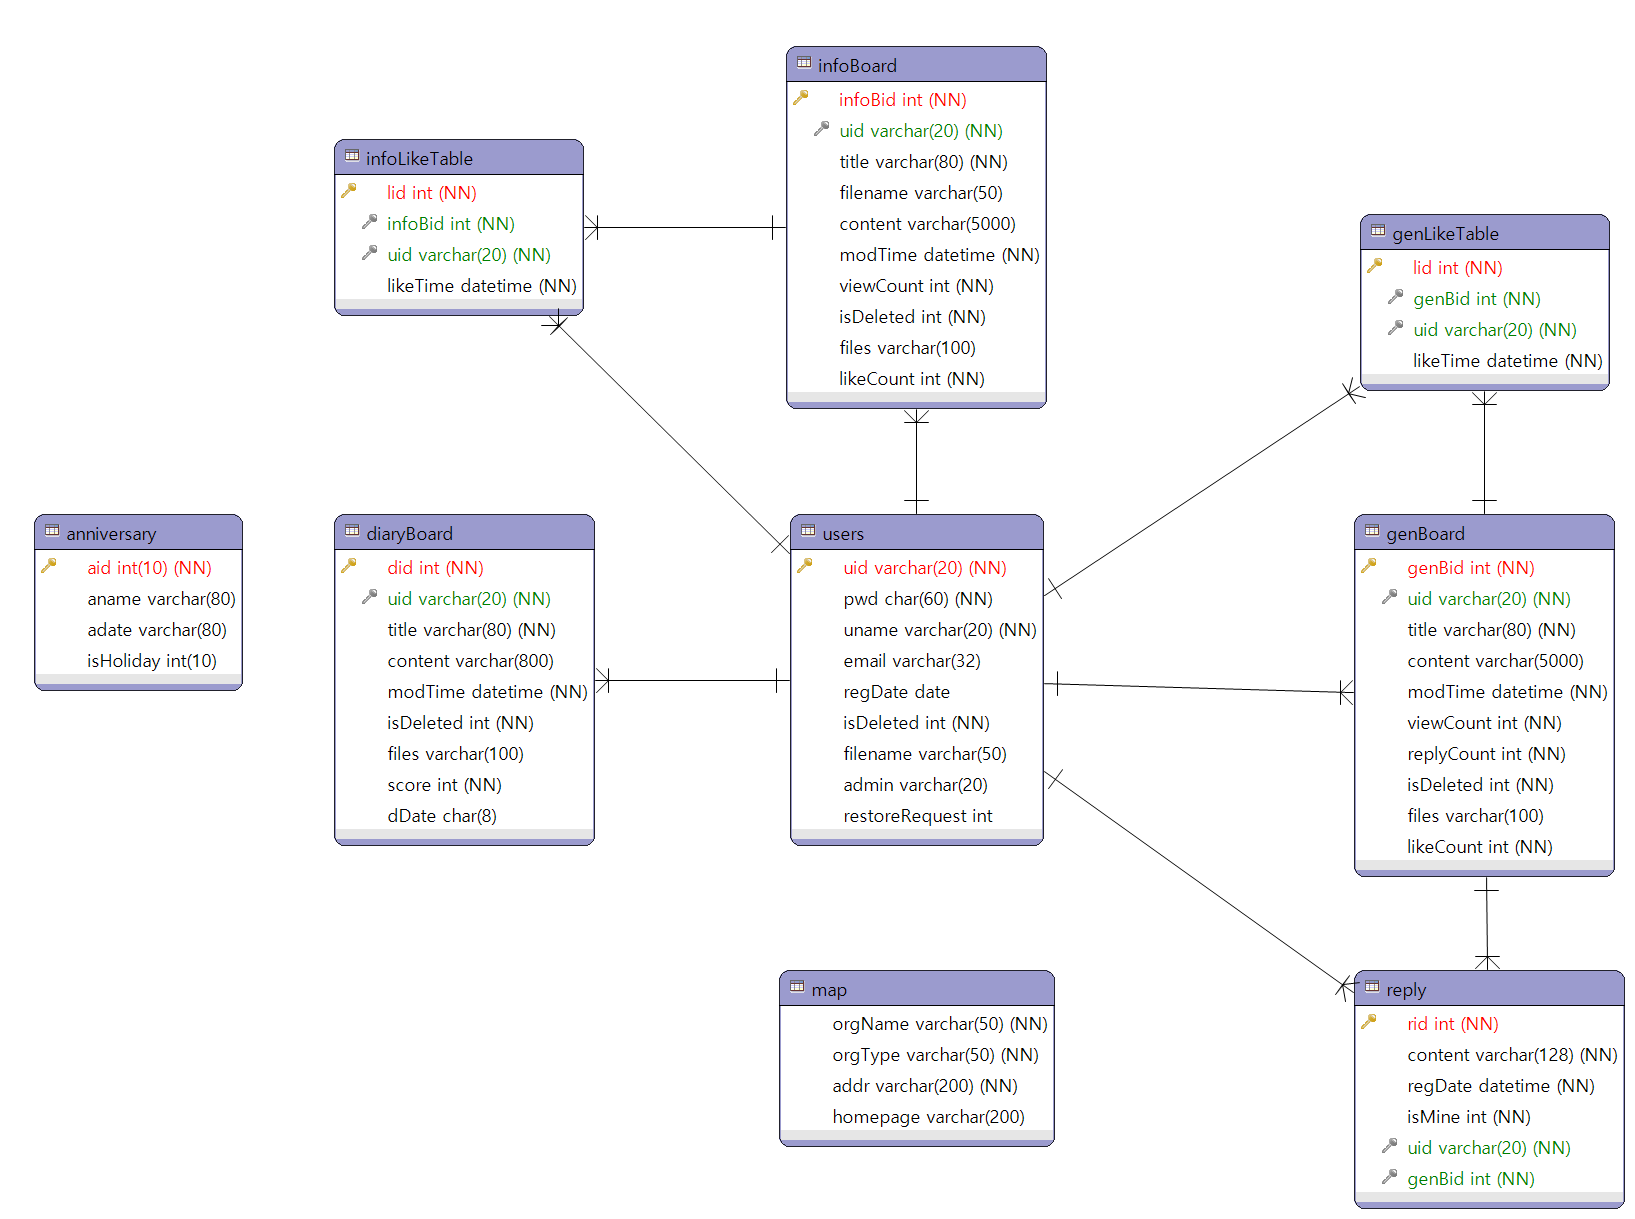 infoBoard
infoBid int (NN)
uid varchar(20) (NN)
title varchar(80) (NN)
filename varchar(50)
content varchar(5000)
modTime datetime (NN)
viewCount int (NN)
isDeleted int (NN)
files varchar(100)
likeCount int (NN)
infoLikeTable
lid int (NN)
infoBid int (NN)
uid varchar(20) (NN)
likeTime datetime (NN)
genLikeTable
lid int (NN)
genBid int (NN)
uid varchar(20) (NN)
likeTime datetime (NN)
anniversary
aid int(10) (NN)
aname varchar(80)
adate varchar(80)
isHoliday int(10)
diaryBoard
did int (NN)
uid varchar(20) (NN)
title varchar(80) (NN)
content varchar(800)
modTime datetime (NN)
isDeleted int (NN)
files varchar(100)
score int (NN)
dDate char(8)
users
uid varchar(20) (NN)
pwd char(60) (NN)
uname varchar(20) (NN)
email varchar(32)
regDate date
isDeleted int (NN)
filename varchar(50)
admin varchar(20)
restoreRequest int
genBoard
genBid int (NN)
uid varchar(20) (NN)
title varchar(80) (NN)
content varchar(5000)
modTime datetime (NN)
viewCount int (NN)
replyCount int (NN)
isDeleted int (NN)
files varchar(100)
likeCount int (NN)
map
orgName varchar(50) (NN)
orgType varchar(50) (NN)
addr varchar(200) (NN)
homepage varchar(200)
reply
rid int (NN)
content varchar(128) (NN)
regDate datetime (NN)
isMine int (NN)
uid varchar(20) (NN)
genBid int (NN)